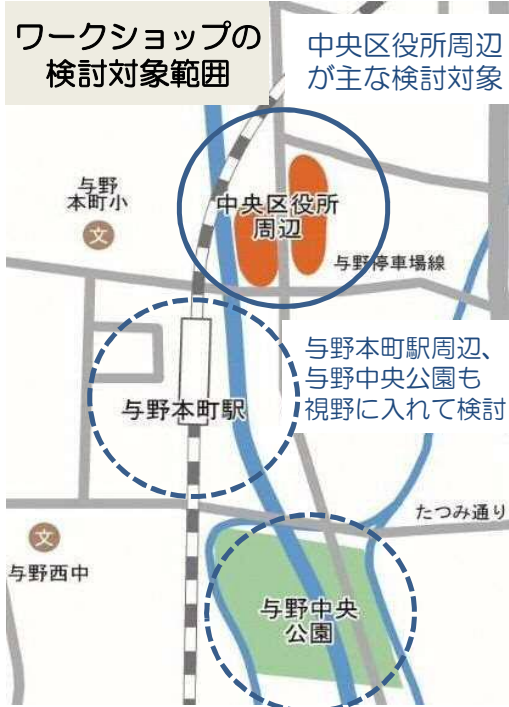 ワークショップの
検討対象範囲
中央区役所周辺
が主な検討対象
与野
本町小
文
中央区役所
周辺
与野停車場線
与野本町駅周辺、
与野中央公園も
視野に入れて検討
与野本町駅
たつみ通り
文
与野西中
与野中央
公園